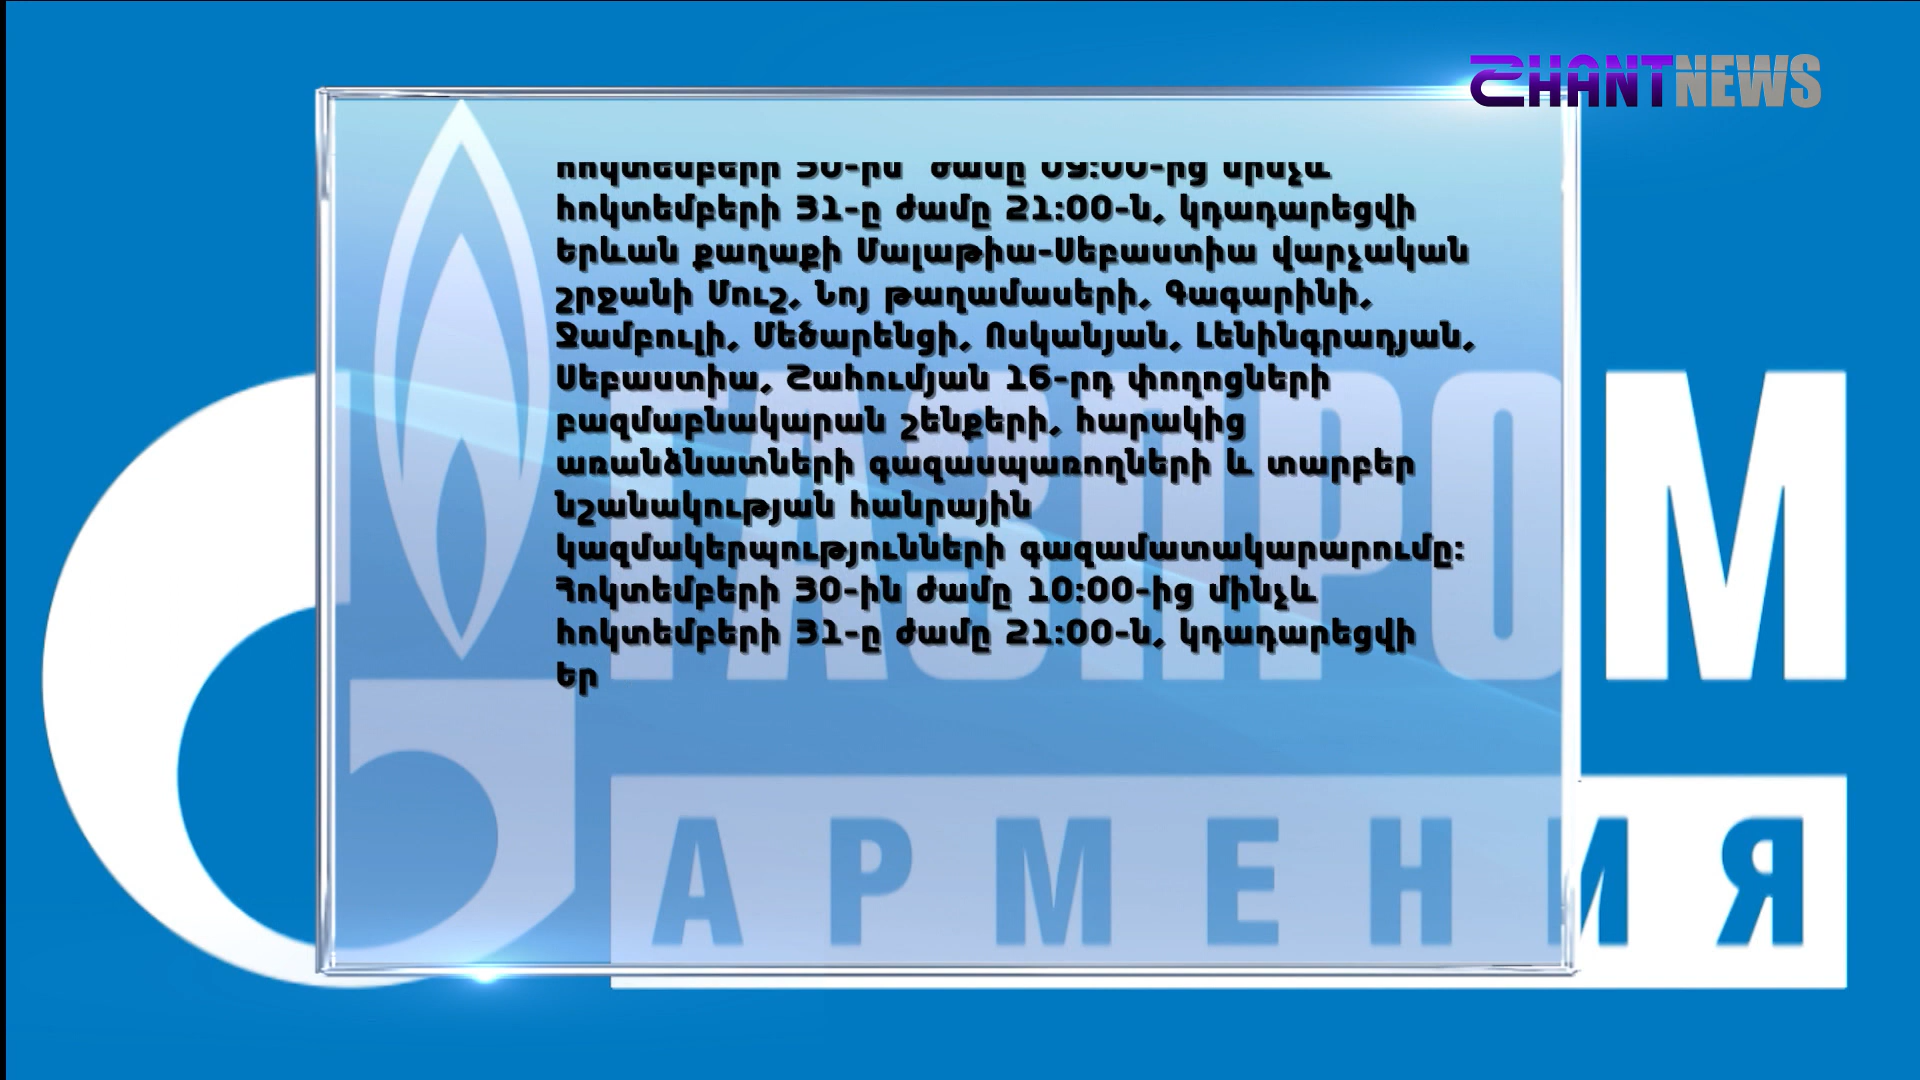 SHANTNEWS
հոկտեմբերի 31-ը ժամը 21:00-ն, կդադարեցվի
Երևան քաղաքի Մալաթիա-Սեբաստիա վարչական
շրջանի Մուշ, Նոյ թաղամասերի, Գագարինի,
Ջամբուլի, Մեծարենցի, Ոսկանյան, Լենինգրադյան,
Սեբաստիա, Շահումյան 16-րդ փողոցների
բազմաբնակարան շենքերի, հարակից
առանձնատների գազասպառողների և տարբեր
նշանակության հանրային
կազմակերպությունների գազամատակարարումը:
Հոկտեմբերի 30-ին ժամը 10:00-ից մինչև
հոկտեմբերի 31-ը ժամը 21:00-ն, կդադարեցվի
եր
ГАЗПРОМ
АРМЕНИЯ